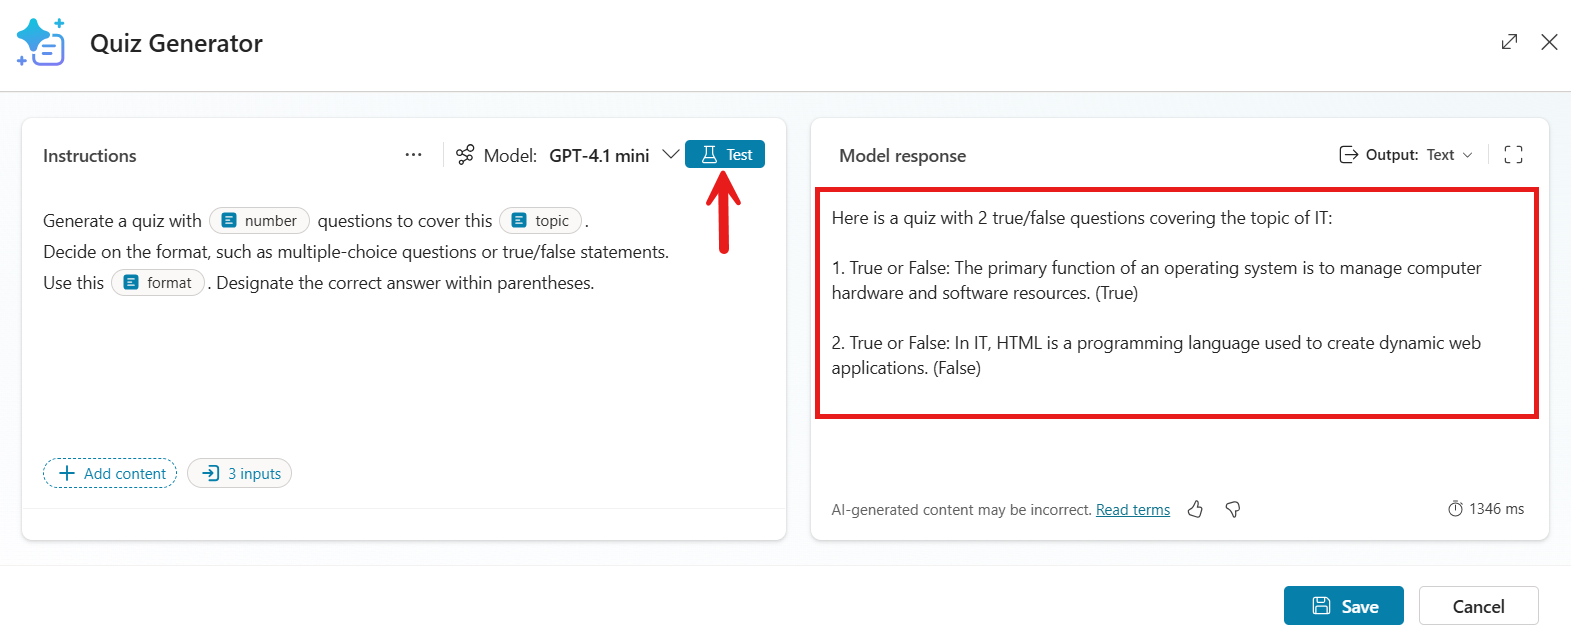 Quiz Generator
Instructions
Model: GPT-4.1 mini
Test
Generate a quiz with number questions to cover this topic .
Decide on the format, such as multiple-choice questions or true/false statements.
Use this format . Designate the correct answer within parentheses.
Add content
3 inputs
Model response
Output: Text
Here is a quiz with 2 true/false questions covering the topic of IT:
1. True or False: The primary function of an operating system is to manage computer
hardware and software resources. (True)
2. True or False: In IT, HTML is a programming language used to create dynamic web
applications. (False)
AI-generated content may be incorrect. Read terms
1346 ms
Save
Cancel